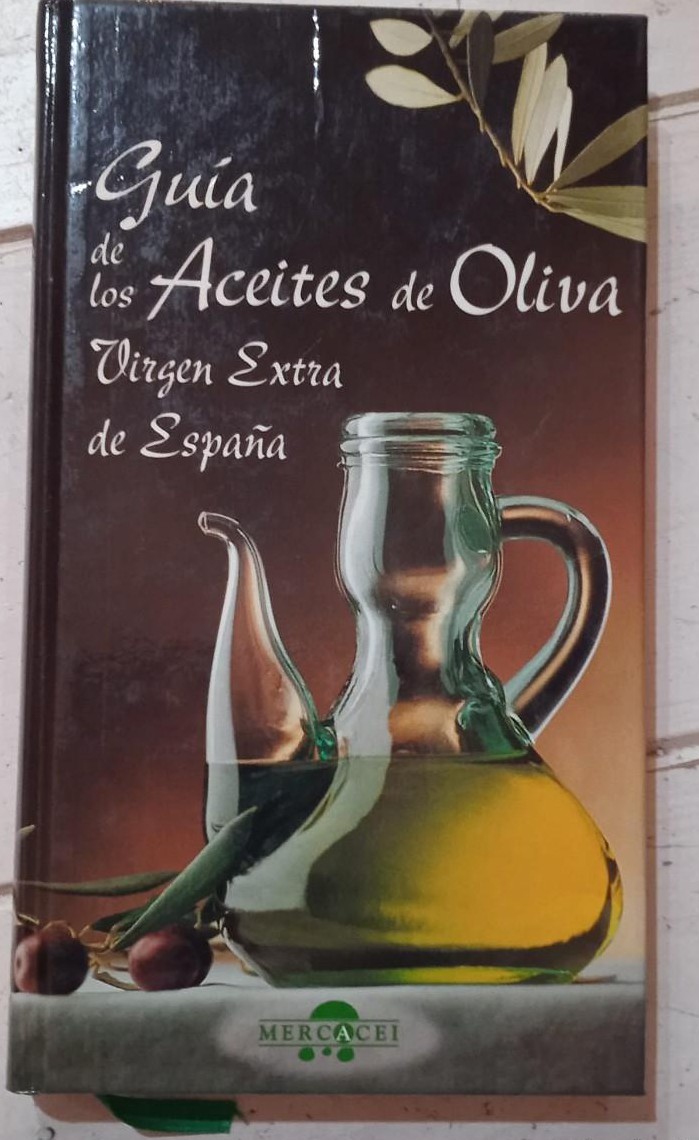 Guía
de
los Aceites de Oliva
Virgen Extra
de España
MERCACEI